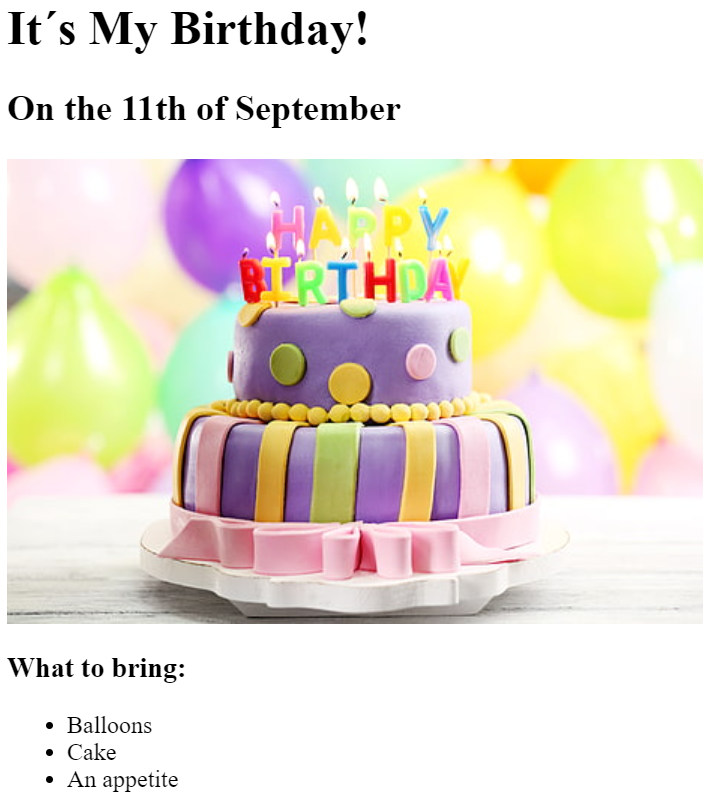 It´s My Birthday!
On the 11th of September
HAPPY
BIRTHDAY
What to bring:
• Balloons
• Cake
• An appetite